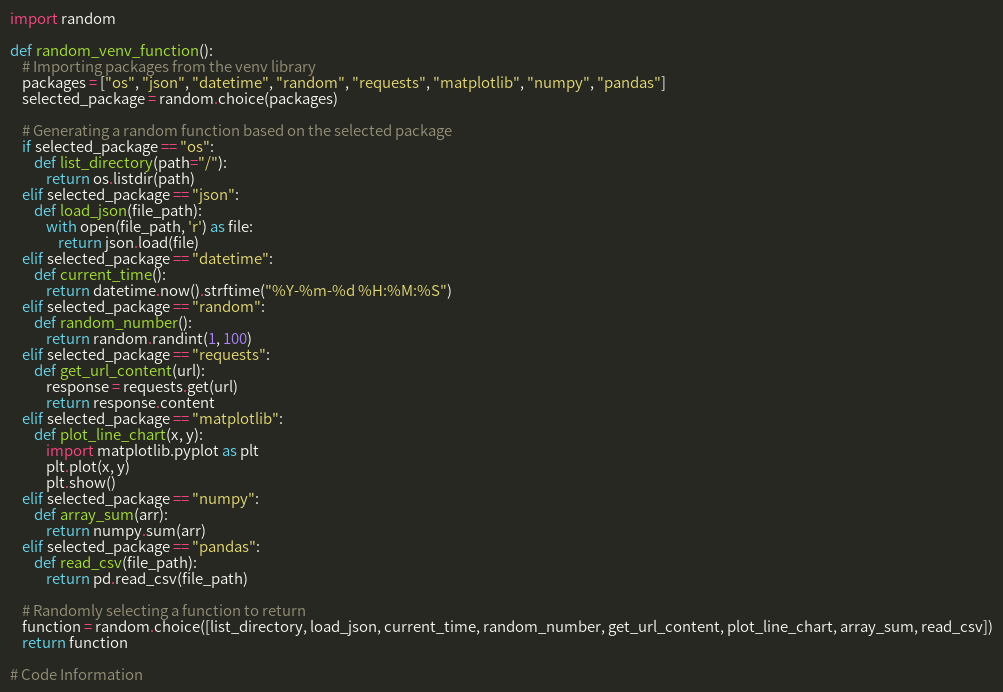 import random
def random_venv_function():
# Importing packages from the venv library
packages = ["os", "json", "datetime", "random", "requests", "matplotlib", "numpy", "pandas"]
selected_package = random.choice(packages)
# Generating a random function based on the selected package
if selected_package == "os":
def list_directory(path="/"):
return os.listdir(path)
elif selected_package == "json":
def load_json(file_path):
with open(file_path, 'r') as file:
return json.load(file)
elif selected_package == "datetime":
def current_time():
return datetime.now().strftime("%Y-%m-%d %H:%M:%S")
elif selected_package == "random":
def random_number():
return random.randint(1, 100)
elif selected_package == "requests":
def get_url_content(url):
response = requests.get(url)
return response.content
elif selected_package == "matplotlib":
def plot_line_chart(x, y):
import matplotlib.pyplot as plt
plt.plot(x, y)
plt.show()
elif selected_package == "numpy":
def array_sum(arr):
return numpy.sum(arr)
elif selected_package == "pandas":
def read_csv(file_path):
return pd.read_csv(file_path)
# Randomly selecting a function to return
function = random.choice([list_directory, load_json, current_time, random_number, get_url_content, plot_line_chart, array_sum, read_csv])
return function
# Code Information